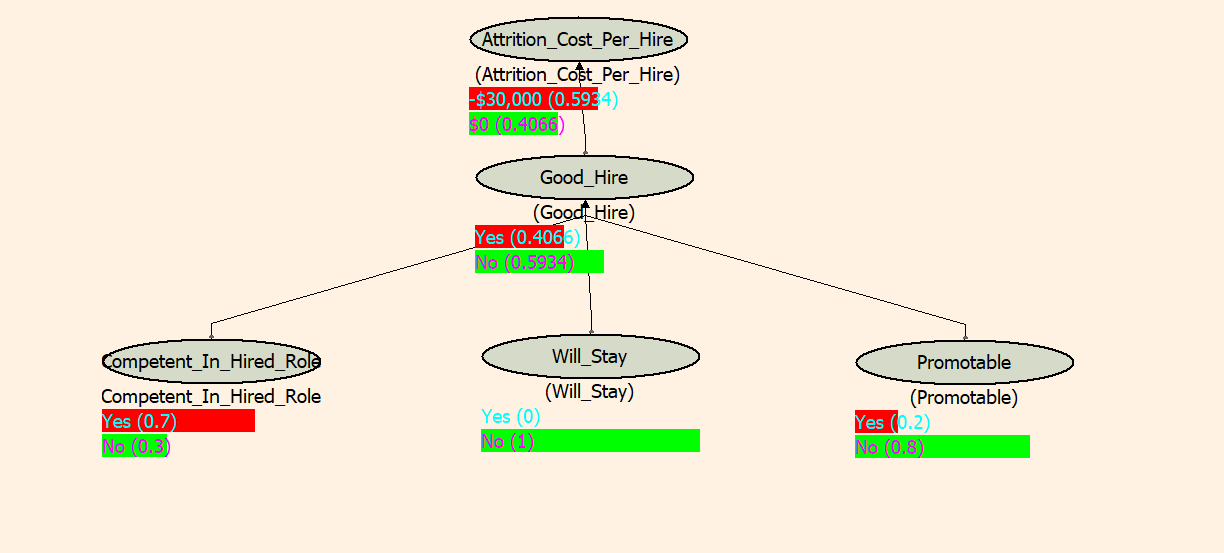 Attrition_Cost_Per_Hire
(Attrition_Cost_Per_Hire)
-$30,000 (0.5934)
$0 (0.4066)
Good_Hire
(Good_Hire)
Yes (0.4066)
No (0.5934)
Competent_In_Hired_Role
Competent_In_Hired_Role
Yes (0.7)
No (0.3)
Will_Stay
(Will_Stay)
Yes (0)
No (1)
Promotable
(Promotable)
Yes (0.2)
No (0.8)